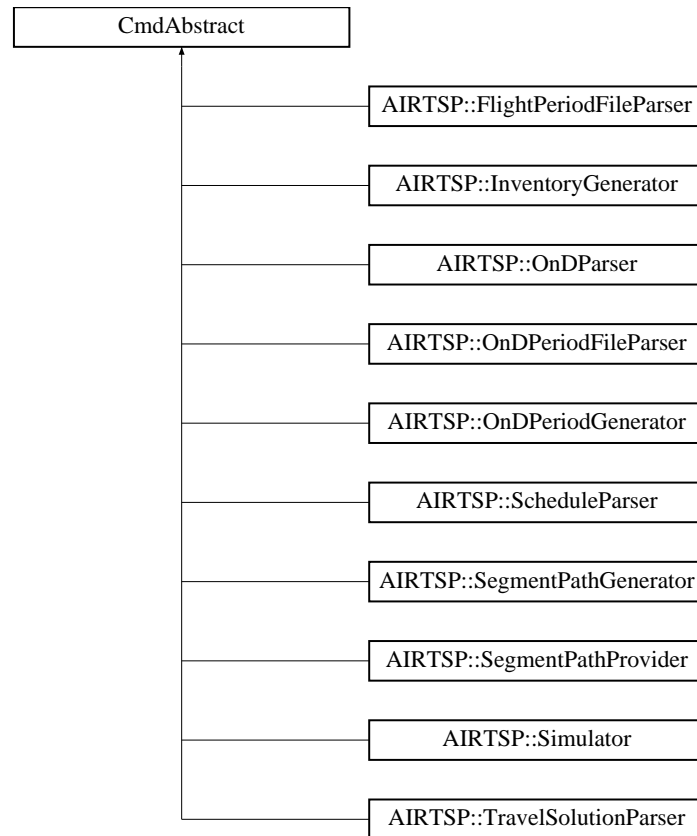 CmdAbstract
AIRTSP::FlightPeriodFileParser
AIRTSP::InventoryGenerator
AIRTSP::OnDParser
AIRTSP::OnDPeriodFileParser
AIRTSP::OnDPeriodGenerator
AIRTSP::ScheduleParser
AIRTSP::SegmentPathGenerator
AIRTSP::SegmentPathProvider
AIRTSP::Simulator
AIRTSP::TravelSolutionParser